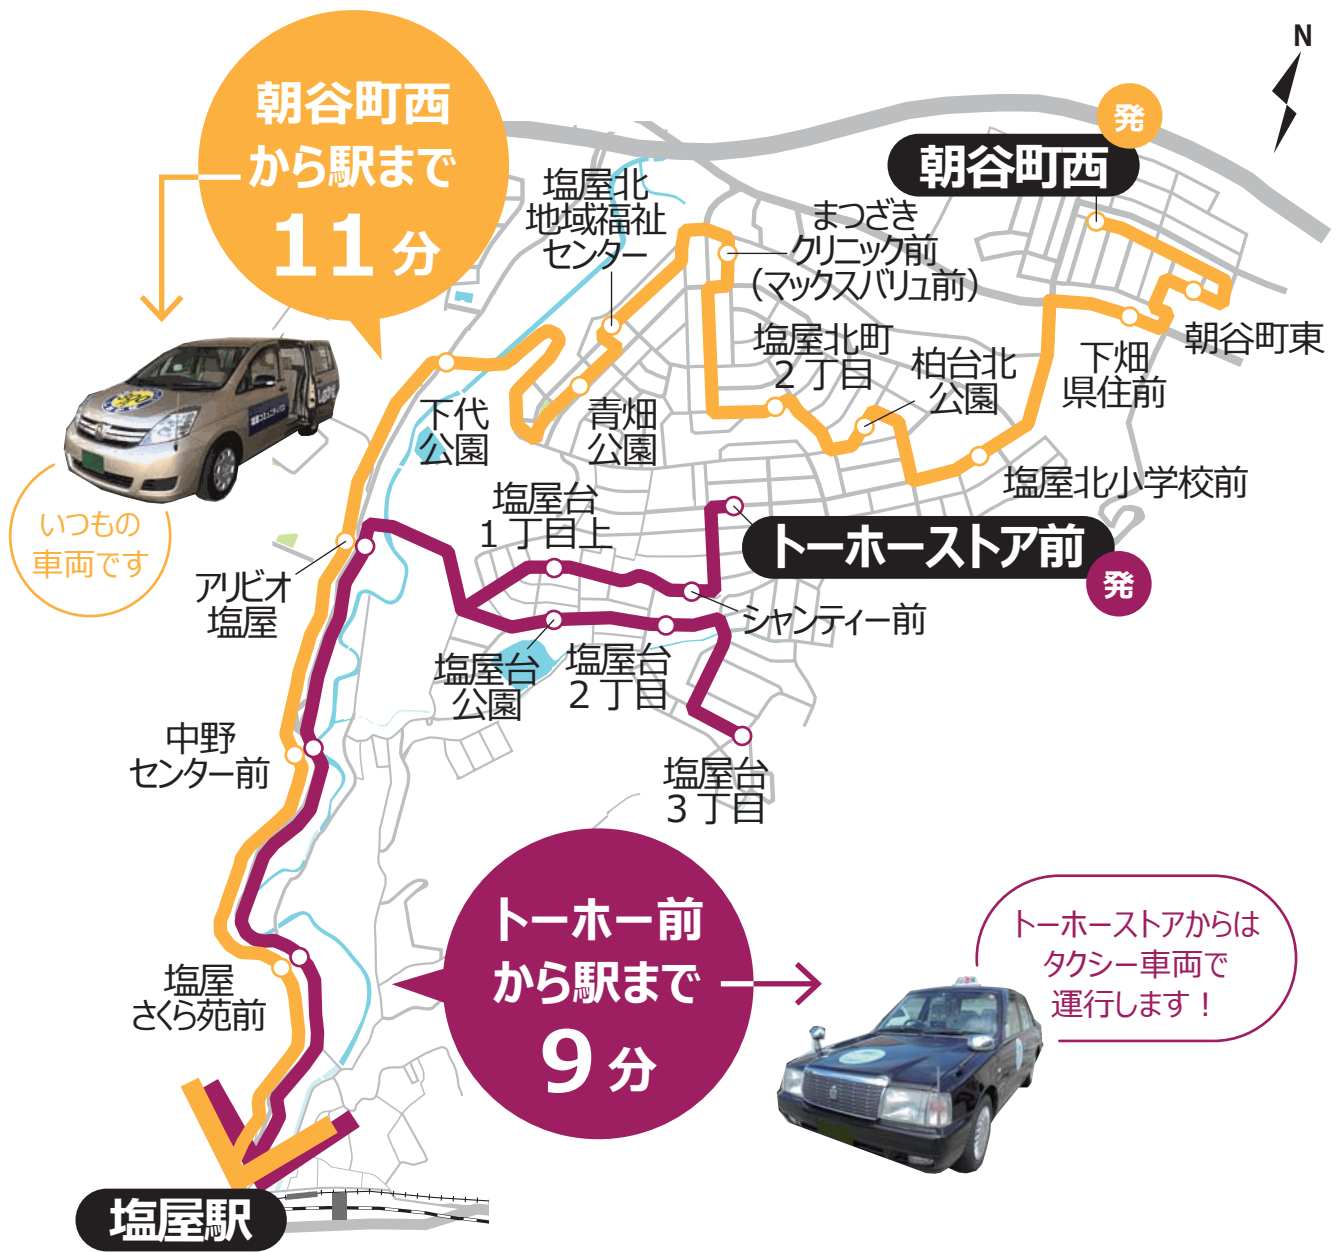 朝谷町西
から駅まで
11 分
N
発
朝谷町西
塩屋北
地域福祉
センター
まつざき
クリニック前
（マックスバリュ前）
塩屋北町
2 丁目
柏台北
公園
下畑
県住前
朝谷町東
下代
公園
青畑
公園
塩屋北小学校前
いつもの
車両です
塩屋台
1 丁目上
トーホーストア前
発
アリビオ
塩屋
シャンティー前
塩屋台
公園
塩屋台
2 丁目
中野
センター前
塩屋台
3 丁目
トーホー前
から駅まで
9 分
トーホーストアからは
タクシー車両で
運行します！
塩屋
さくら苑前
塩屋駅